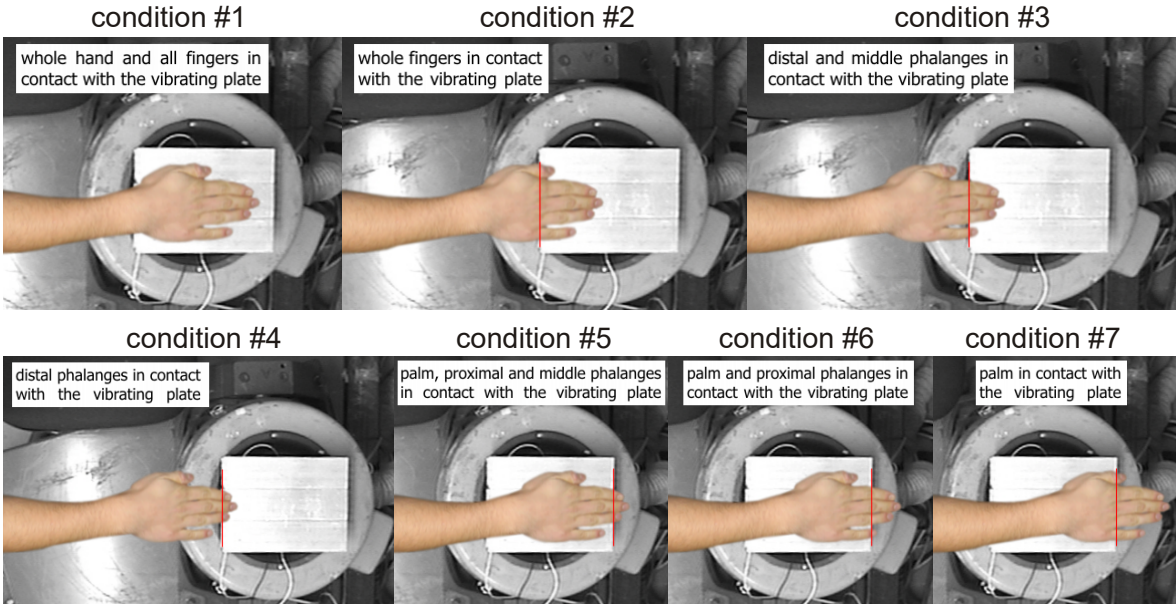 condition #1
whole hand and all fingers in
contact with the vibrating plate
condition #2
whole fingers in contact
with the vibrating plate
condition #3
distal and middle phalanges in
contact with the vibrating plate
condition #4
distal phalanges in contact
with the vibrating plate
condition #5
palm, proximal and middle phalanges
in contact with the vibrating plate
condition #6
palm and proximal phalanges in
contact with the vibrating plate
condition #7
palm in contact with
the vibrating plate